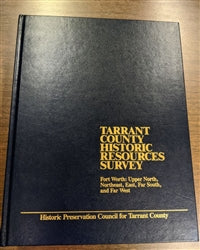 TARRANT
COUNTY
HISTORIC
RESOURCES
SURVEY
Fort Worth: Upper North,
Northeast, East, Far South,
and Far West
Historic Preservation Council for Tarrant County